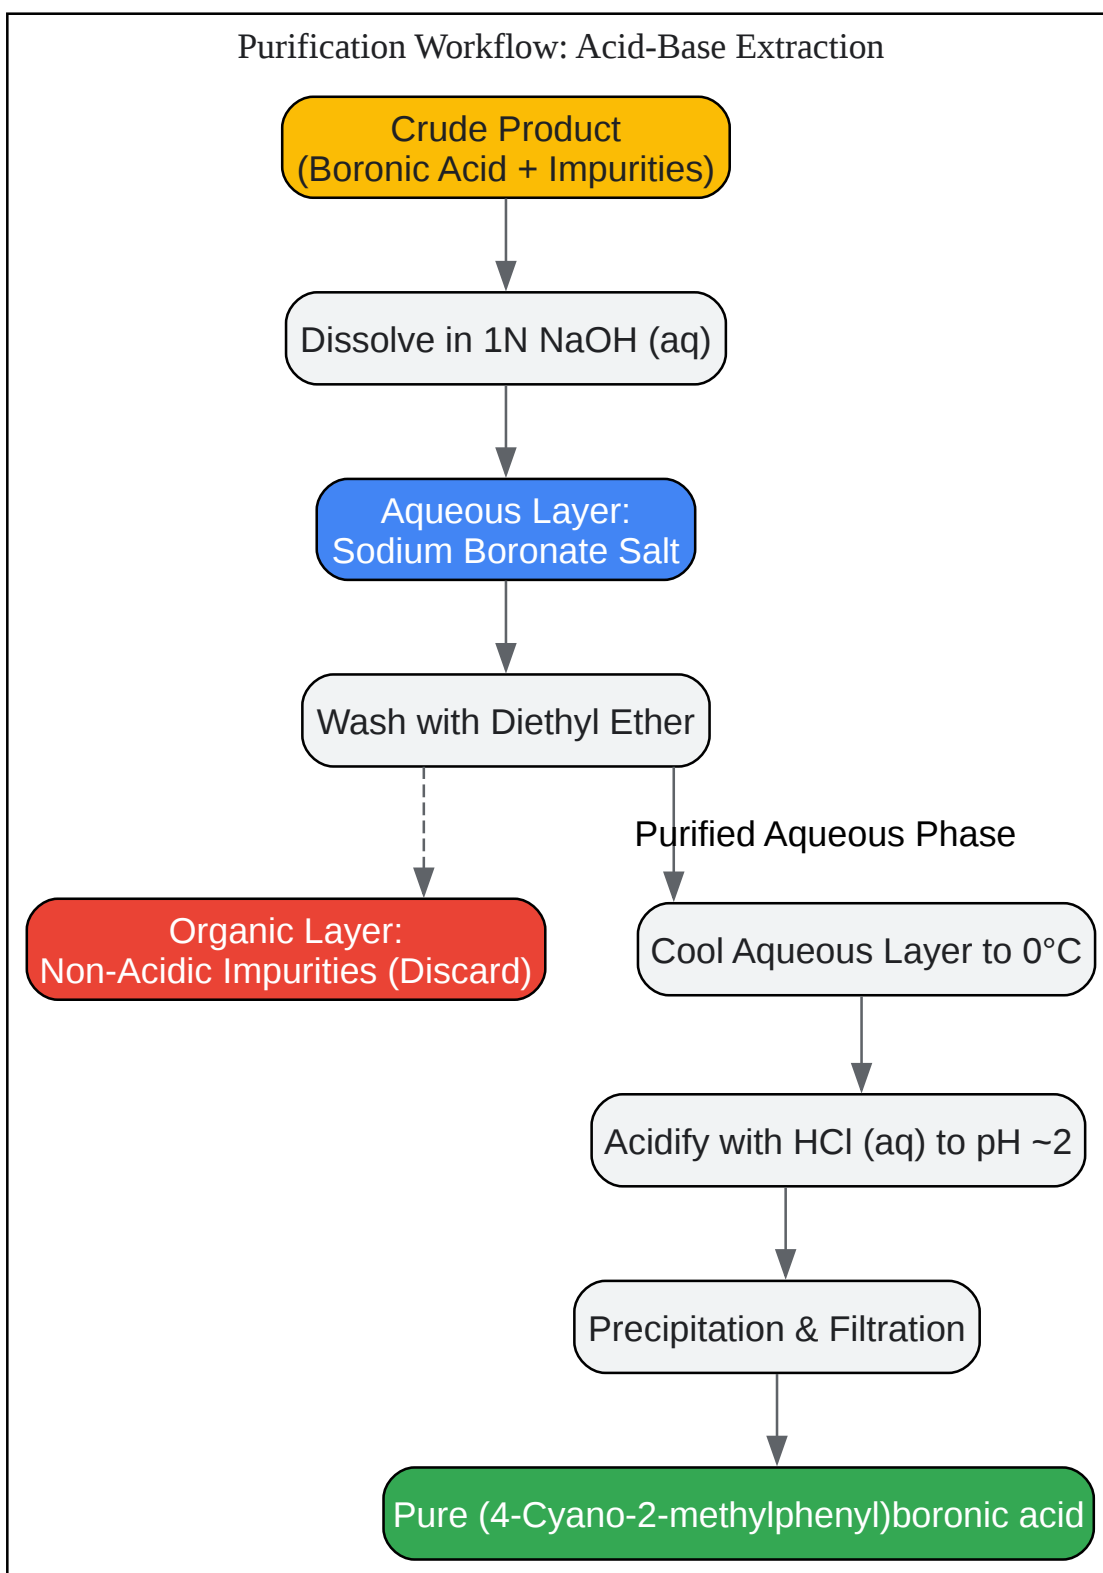 Purification Workflow: Acid-Base Extraction
Crude Product
(Boronic Acid + Impurities)
Dissolve in 1N NaOH (aq)
Aqueous Layer:
Sodium Boronate Salt
Wash with Diethyl Ether
Purified Aqueous Phase
Organic Layer:
Non-Acidic Impurities (Discard)
Cool Aqueous Layer to 0°C
Acidify with HCl (aq) to pH ~2
Precipitation & Filtration
Pure (4-Cyano-2-methylphenyl)boronic acid